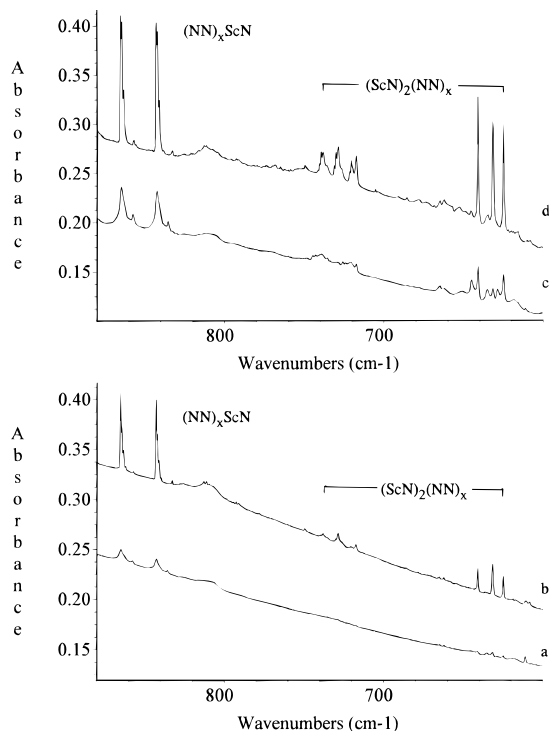 0.40
(NN)xScN
0.35
(ScN)2(NN)x
0.30
0.25
d
0.20
c
0.15
Absorbance
800
700
Wavenumbers (cm-1)
0.40
(NN)xScN
0.35
(ScN)2(NN)x
0.30
0.25
b
0.20
a
0.15
Absorbance
800
700
Wavenumbers (cm-1)